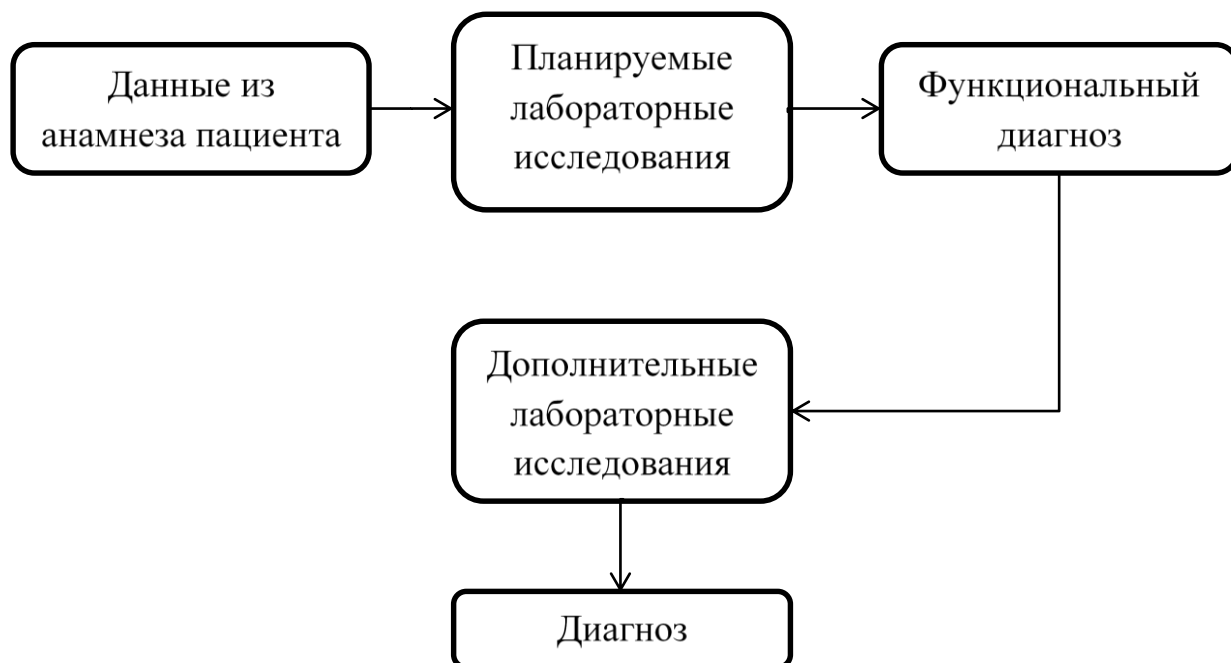 Данные из
анамнеза пациента
Планируемые
лабораторные
исследования
Функциональный
диагноз
Дополнительные
лабораторные
исследования
Диагноз